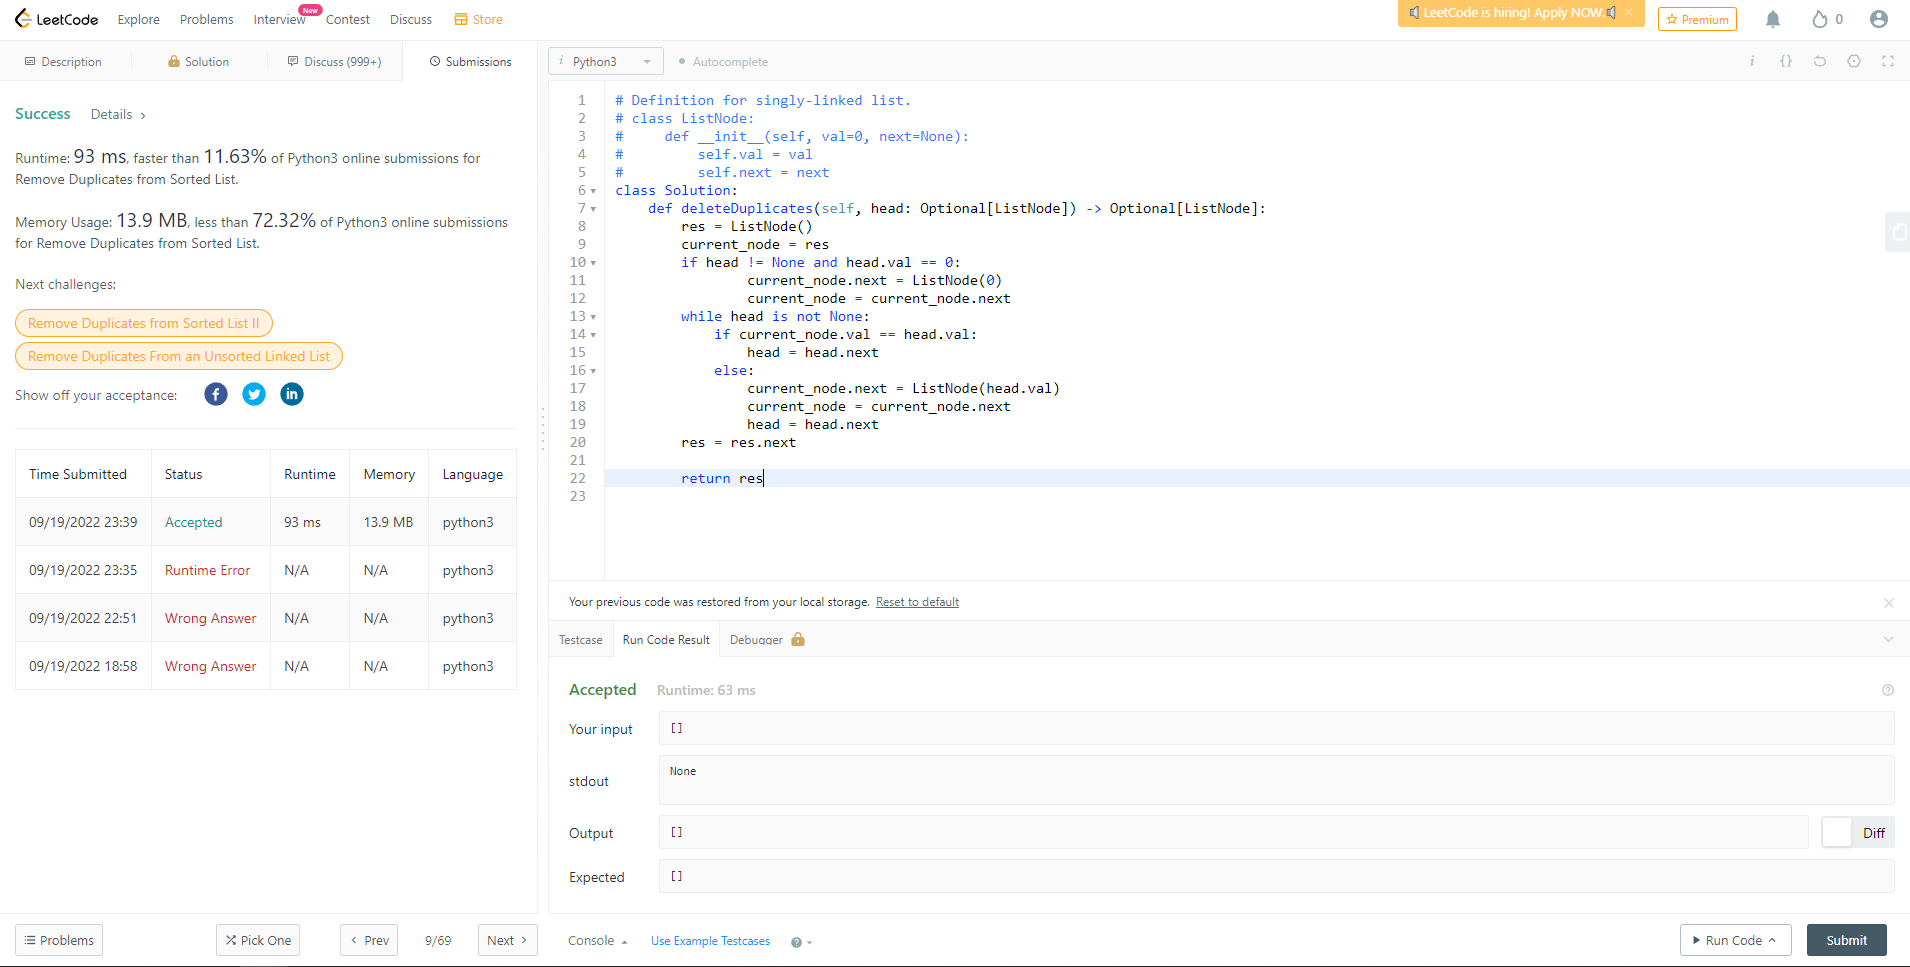 LeetCode Explore Problems Interview New Contest Discuss Store LeetCode is hiring! Apply NOW. Premium 0
Description Solution Discuss (999+) Submissions
Success Details
Runtime: 93 ms, faster than 11.63% of Python3 online submissions for
Remove Duplicates from Sorted List.
Memory Usage: 13.9 MB, less than 72.32% of Python3 online submissions
for Remove Duplicates from Sorted List.
Next challenges:
Remove Duplicates from Sorted List II
Remove Duplicates From an Unsorted Linked List
Show off your acceptance:
Time Submitted Status Runtime Memory Language
09/19/2022 23:39 Accepted 93 ms 13.9 MB python3
09/19/2022 23:35 Runtime Error N/A N/A python3
09/19/2022 22:51 Wrong Answer N/A N/A python3
09/19/2022 18:58 Wrong Answer N/A N/A python3
Problems Pick One Prev 9/69 Next
i Python3 Autocomplete i {}
1 # Definition for singly-linked list.
2 # class ListNode:
3 #     def __init__(self, val=0, next=None):
4 #         self.val = val
5 #         self.next = next
6 class Solution:
7     def deleteDuplicates(self, head: Optional[ListNode]) -> Optional[ListNode]:
8         res = ListNode()
9         current_node = res
10         if head != None and head.val == 0:
11                 current_node.next = ListNode(0)
12                 current_node = current_node.next
13         while head is not None:
14             if current_node.val == head.val:
15                 head = head.next
16             else:
17                 current_node.next = ListNode(head.val)
18                 current_node = current_node.next
19                 head = head.next
20         res = res.next
21
22         return res
23
Your previous code was restored from your local storage. Reset to default
Testcase Run Code Result Debugger
Accepted Runtime: 63 ms
Your input []
stdout None
Output [] Diff
Expected []
Console Use Example Testcases Run Code Submit